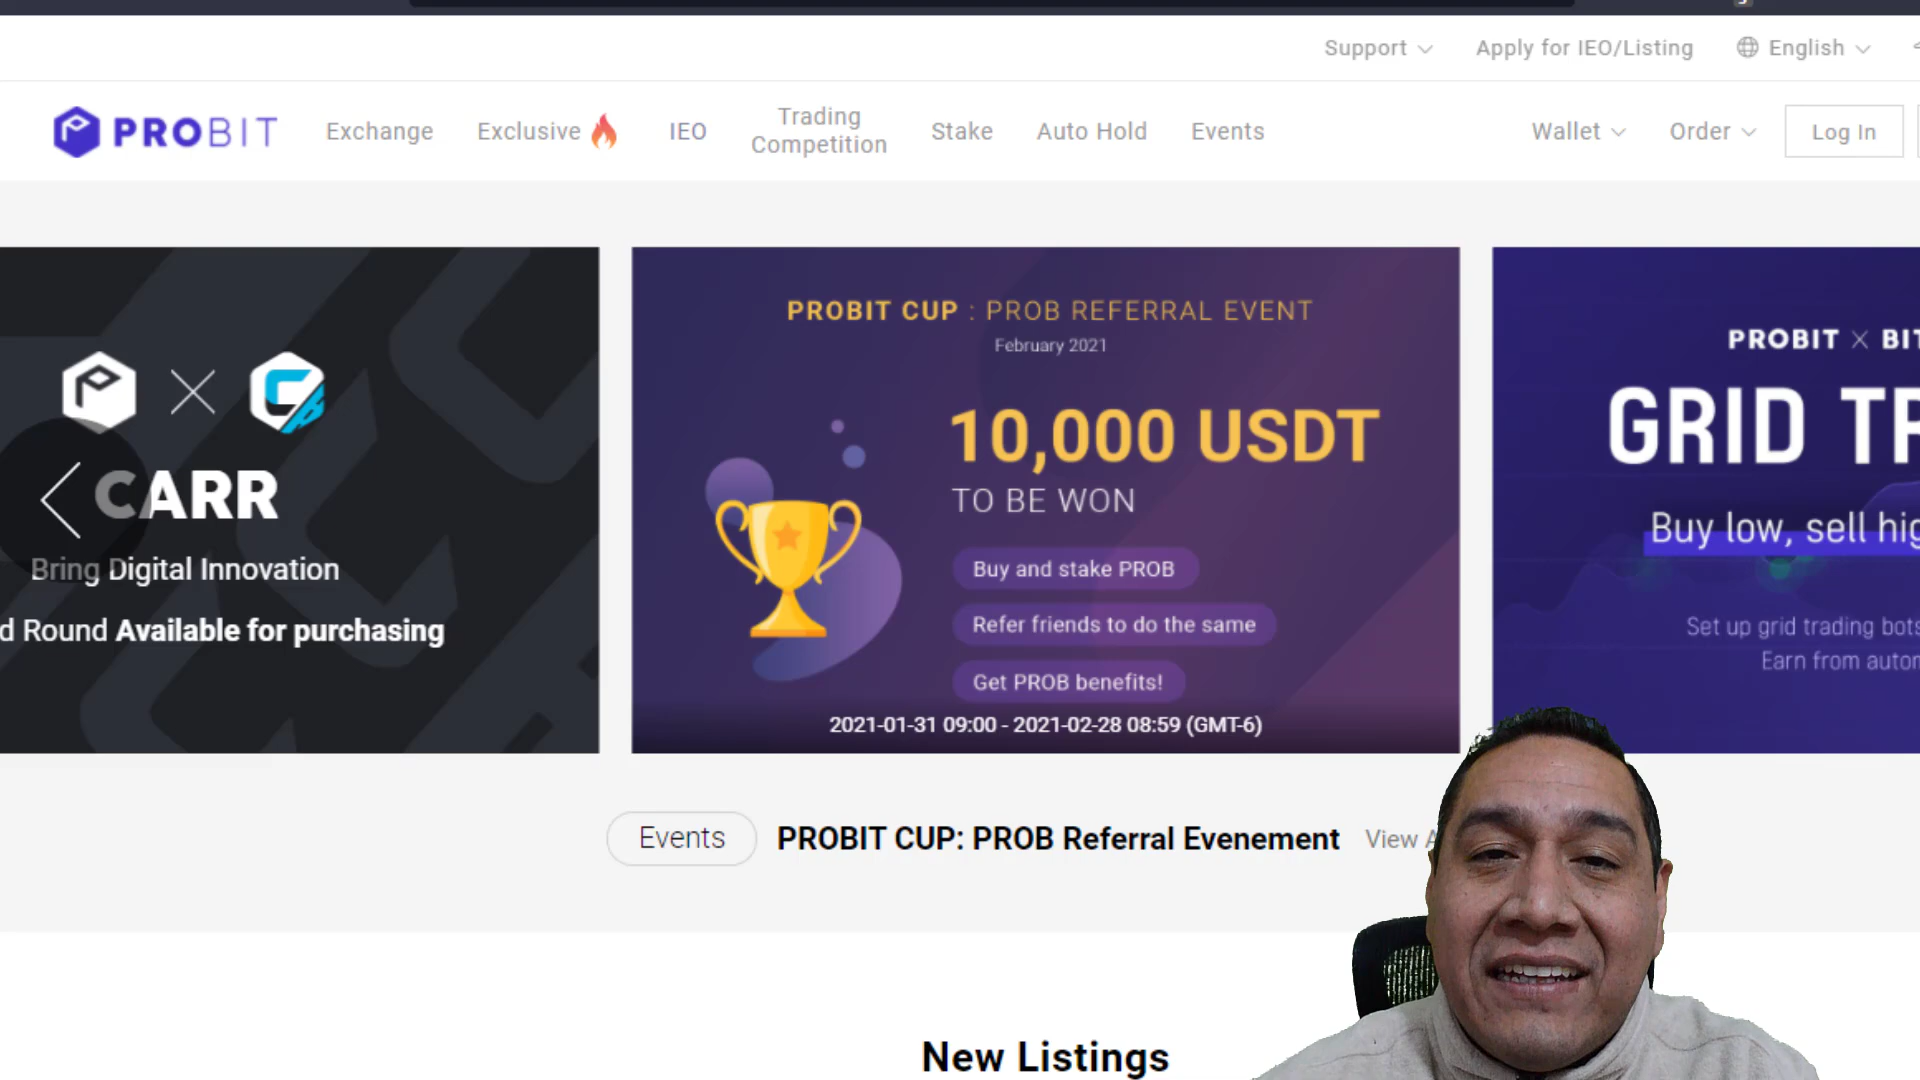 Support
Apply for IEO/Listing
English
PROBIT
Exchange
Exclusive
IEO
Trading
Competition
Stake
Auto Hold
Events
Wallet
Order
Log In
CARR
Bring Digital Innovation
Round Available for purchasing
PROBIT CUP : PROB REFERRAL EVENT
February 2021
10,000 USDT
TO BE WON
Buy and stake PROB
Refer friends to do the same
Get PROB benefits!
2021-01-31 09:00 - 2021-02-28 08:59 (GMT-6)
PROBIT X
GRID
Buy low, sell
Set up grid trading bots
Earn from
Events
PROBIT CUP: PROB Referral Evenement
View
New Listings